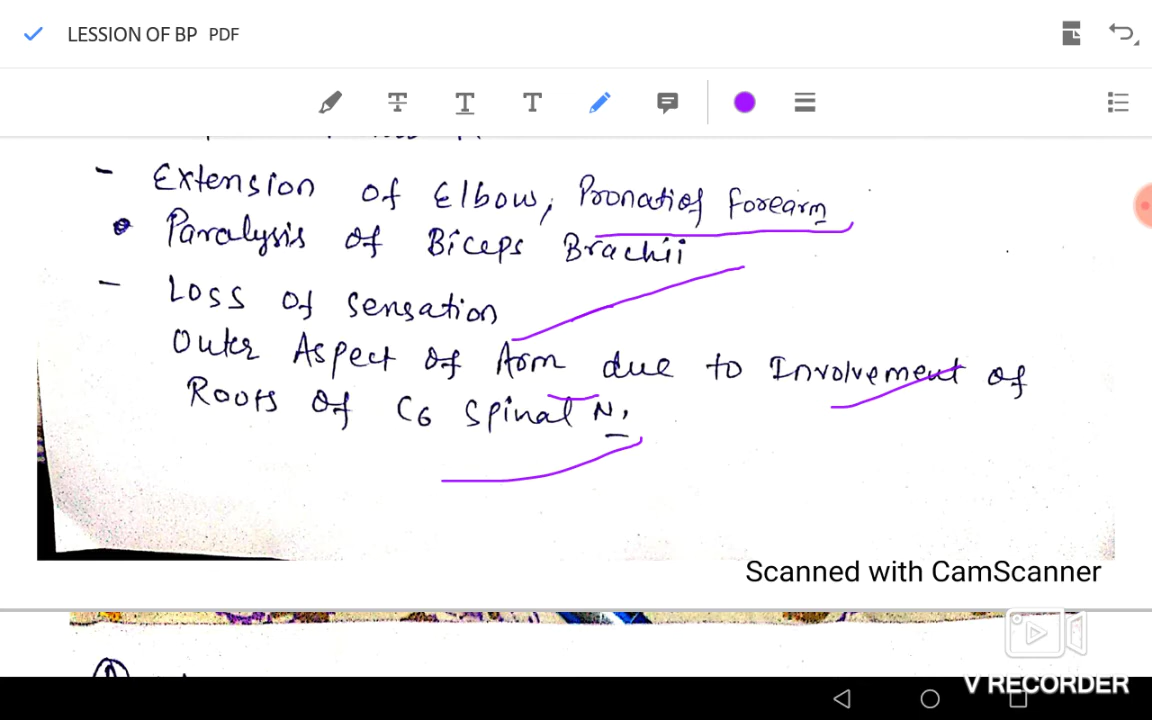 LESSION OF BP PDF
- Extension of Elbow, Pronatiof forearm
Paralysis of Biceps Brachii
- Loss of sensation
Outer Aspect of Arm due to Involvement of
Roots of C6 Spinal N.
Scanned with CamScanner
V RECORDER